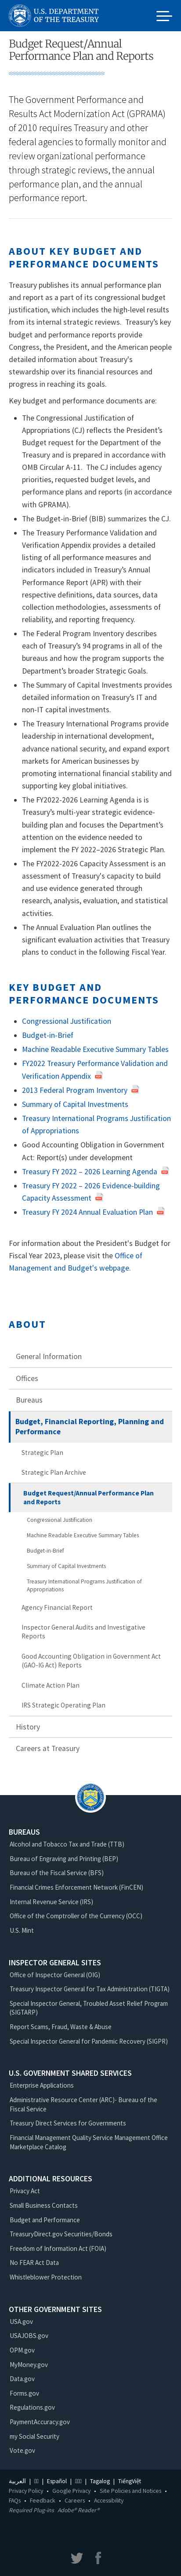 U.S. DEPARTMENT
OF THE TREASURY
Budget Request/Annual
Performance Plan and Reports
The Government Performance and
Results Act Modernization Act (GPRAMA)
of 2010 requires Treasury and other
federal agencies to formally monitor and
review organizational performance
through strategic reviews, the annual
performance plan, and the annual
performance report.
ABOUT KEY BUDGET AND
PERFORMANCE DOCUMENTS
Treasury publishes its annual performance plan
and report as a part of its congressional budget
justification, which includes the high-level results
from its internal strategic reviews.  Treasury's key
budget and performance reports provide
Congress, the President, and the American people
detailed information about Treasury's
stewardship over its financial resources and
progress in reaching its goals.
Key budget and performance documents are:
The Congressional Justification of
Appropriations (CJ) reflects the President's
Budget request for the Department of the
Treasury and is prepared in accordance with
OMB Circular A-11.  The CJ includes agency
priorities, requested budget levels, and
performance plans and reports (in accordance
with GPRAMA).
The Budget-in-Brief (BIB) summarizes the CJ.
The Treasury Performance Validation and
Verification Appendix provides a detailed
listing of all performance measures and
indicators included in Treasury's Annual
Performance Report (APR) with their
respective definitions, data sources, data
collection methodologies, assessments of
reliability, and reporting frequency.
The Federal Program Inventory describes
each of Treasury's 94 programs in all of the
bureaus and how the program supports the
Department's broader Strategic Goals.
The Summary of Capital Investments provides
detailed information on Treasury's IT and
non-IT capital investments.
The Treasury International Programs provide
leadership in international development,
advance national security, and expand export
markets for American businesses by
promoting international financial stability and
supporting key global initiatives.
The FY2022-2026 Learning Agenda is is
Treasury's multi-year strategic evidence-
building plan and focuses the Department's
attention on the evidence needed to
implement the FY 2022–2026 Strategic Plan.
The FY2022-2026 Capacity Assessment is an
assessment of Treasury's capacity to build
and use evidence generated through
research, analysis, evaluation, and statistical
activities.
The Annual Evaluation Plan outlines the
significant evaluation activities that Treasury
plans to conduct in the following Fiscal Year.
KEY BUDGET AND
PERFORMANCE DOCUMENTS
Congressional Justification
Budget-in-Brief
Machine Readable Executive Summary Tables
FY2022 Treasury Performance Validation and
Verification Appendix
2013 Federal Program Inventory
Summary of Capital Investments
Treasury International Programs Justification
of Appropriations
Good Accounting Obligation in Government
Act: Report(s) under development
Treasury FY 2022 – 2026 Learning Agenda
Treasury FY 2022 – 2026 Evidence-building
Capacity Assessment
Treasury FY 2024 Annual Evaluation Plan
For information about the President's Budget for
Fiscal Year 2023, please visit the Office of
Management and Budget's webpage.
ABOUT
General Information
Offices
Bureaus
Budget, Financial Reporting, Planning and
Performance
Strategic Plan
Strategic Plan Archive
Budget Request/Annual Performance Plan
and Reports
Congressional Justification
Machine Readable Executive Summary Tables
Budget-in-Brief
Summary of Capital Investments
Treasury International Programs Justification of
Appropriations
Agency Financial Report
Inspector General Audits and Investigative
Reports
Good Accounting Obligation in Government Act
(GAO-IG Act) Reports
Climate Action Plan
IRS Strategic Operating Plan
History
Careers at Treasury
BUREAUS
Alcohol and Tobacco Tax and Trade (TTB)
Bureau of Engraving and Printing (BEP)
Bureau of the Fiscal Service (BFS)
Financial Crimes Enforcement Network (FinCEN)
Internal Revenue Service (IRS)
Office of the Comptroller of the Currency (OCC)
U.S. Mint
INSPECTOR GENERAL SITES
Office of Inspector General (OIG)
Treasury Inspector General for Tax Administration (TIGTA)
Special Inspector General, Troubled Asset Relief Program
(SIGTARP)
Report Scams, Fraud, Waste & Abuse
Special Inspector General for Pandemic Recovery (SIGPR)
U.S. GOVERNMENT SHARED SERVICES
Enterprise Applications
Administrative Resource Center (ARC)- Bureau of the
Fiscal Service
Treasury Direct Services for Governments
Financial Management Quality Service Management Office
Marketplace Catalog
ADDITIONAL RESOURCES
Privacy Act
Small Business Contacts
Budget and Performance
TreasuryDirect.gov Securities/Bonds
Freedom of Information Act (FOIA)
No FEAR Act Data
Whistleblower Protection
OTHER GOVERNMENT SITES
USA.gov
USAJOBS.gov
OPM.gov
MyMoney.gov
Data.gov
Forms.gov
Regulations.gov
PaymentAccuracy.gov
my Social Security
Vote.gov
العربية | | Español | | Tagalog | TiếngViệt
Privacy Policy • Google Privacy • Site Policies and Notices •
FAQs • Feedback • Careers • Accessibility
Required Plug-ins Adobe® Reader®